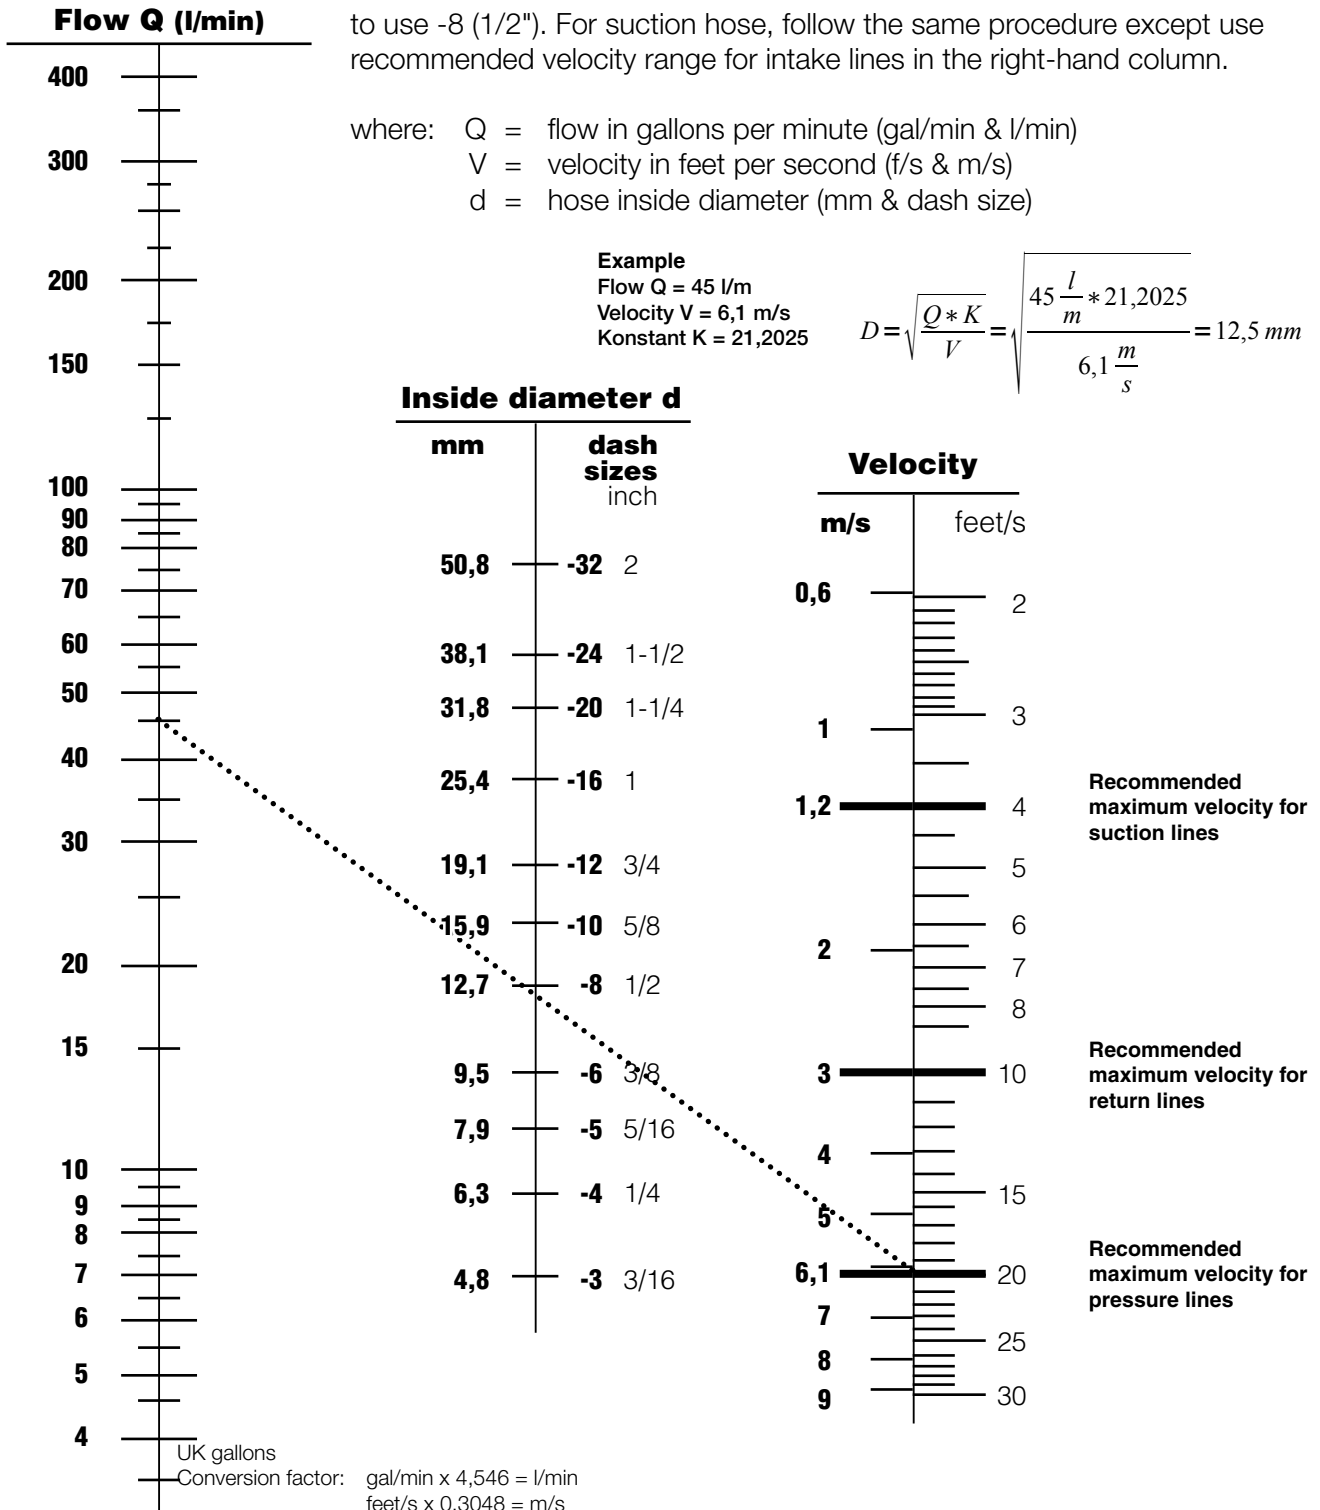 Flow Q (l/min)
to use -8 (1/2"). For suction hose, follow the same procedure except use
recommended velocity range for intake lines in the right-hand column.
where: Q = flow in gallons per minute (gal/min & l/min)
V = velocity in feet per second (f/s & m/s)
d = hose inside diameter (mm & dash size)
Example
Flow Q = 45 l/m
Velocity V = 6,1 m/s
Konstant K = 21,2025
D = √(Q * K / V) = √(45 l/m * 21,2025 / 6,1 m/s) = 12,5 mm
400
300
200
150
100
90
80
70
60
50
40
30
20
15
10
9
8
7
6
5
4
Inside diameter d
mm dash
sizes
inch
50,8 -32 2
38,1 -24 1-1/2
31,8 -20 1-1/4
25,4 -16 1
19,1 -12 3/4
15,9 -10 5/8
12,7 -8 1/2
9,5 -6 3/8
7,9 -5 5/16
6,3 -4 1/4
4,8 -3 3/16
Velocity
m/s feet/s
0,6 2
3
1
1,2 4
5
6
2
7
8
3 10
4
15
5
6,1 20
7
25
8
9 30
Recommended
maximum velocity for
suction lines
Recommended
maximum velocity for
return lines
Recommended
maximum velocity for
pressure lines
UK gallons
Conversion factor: gal/min x 4,546 = l/min
feet/s x 0,3048 = m/s